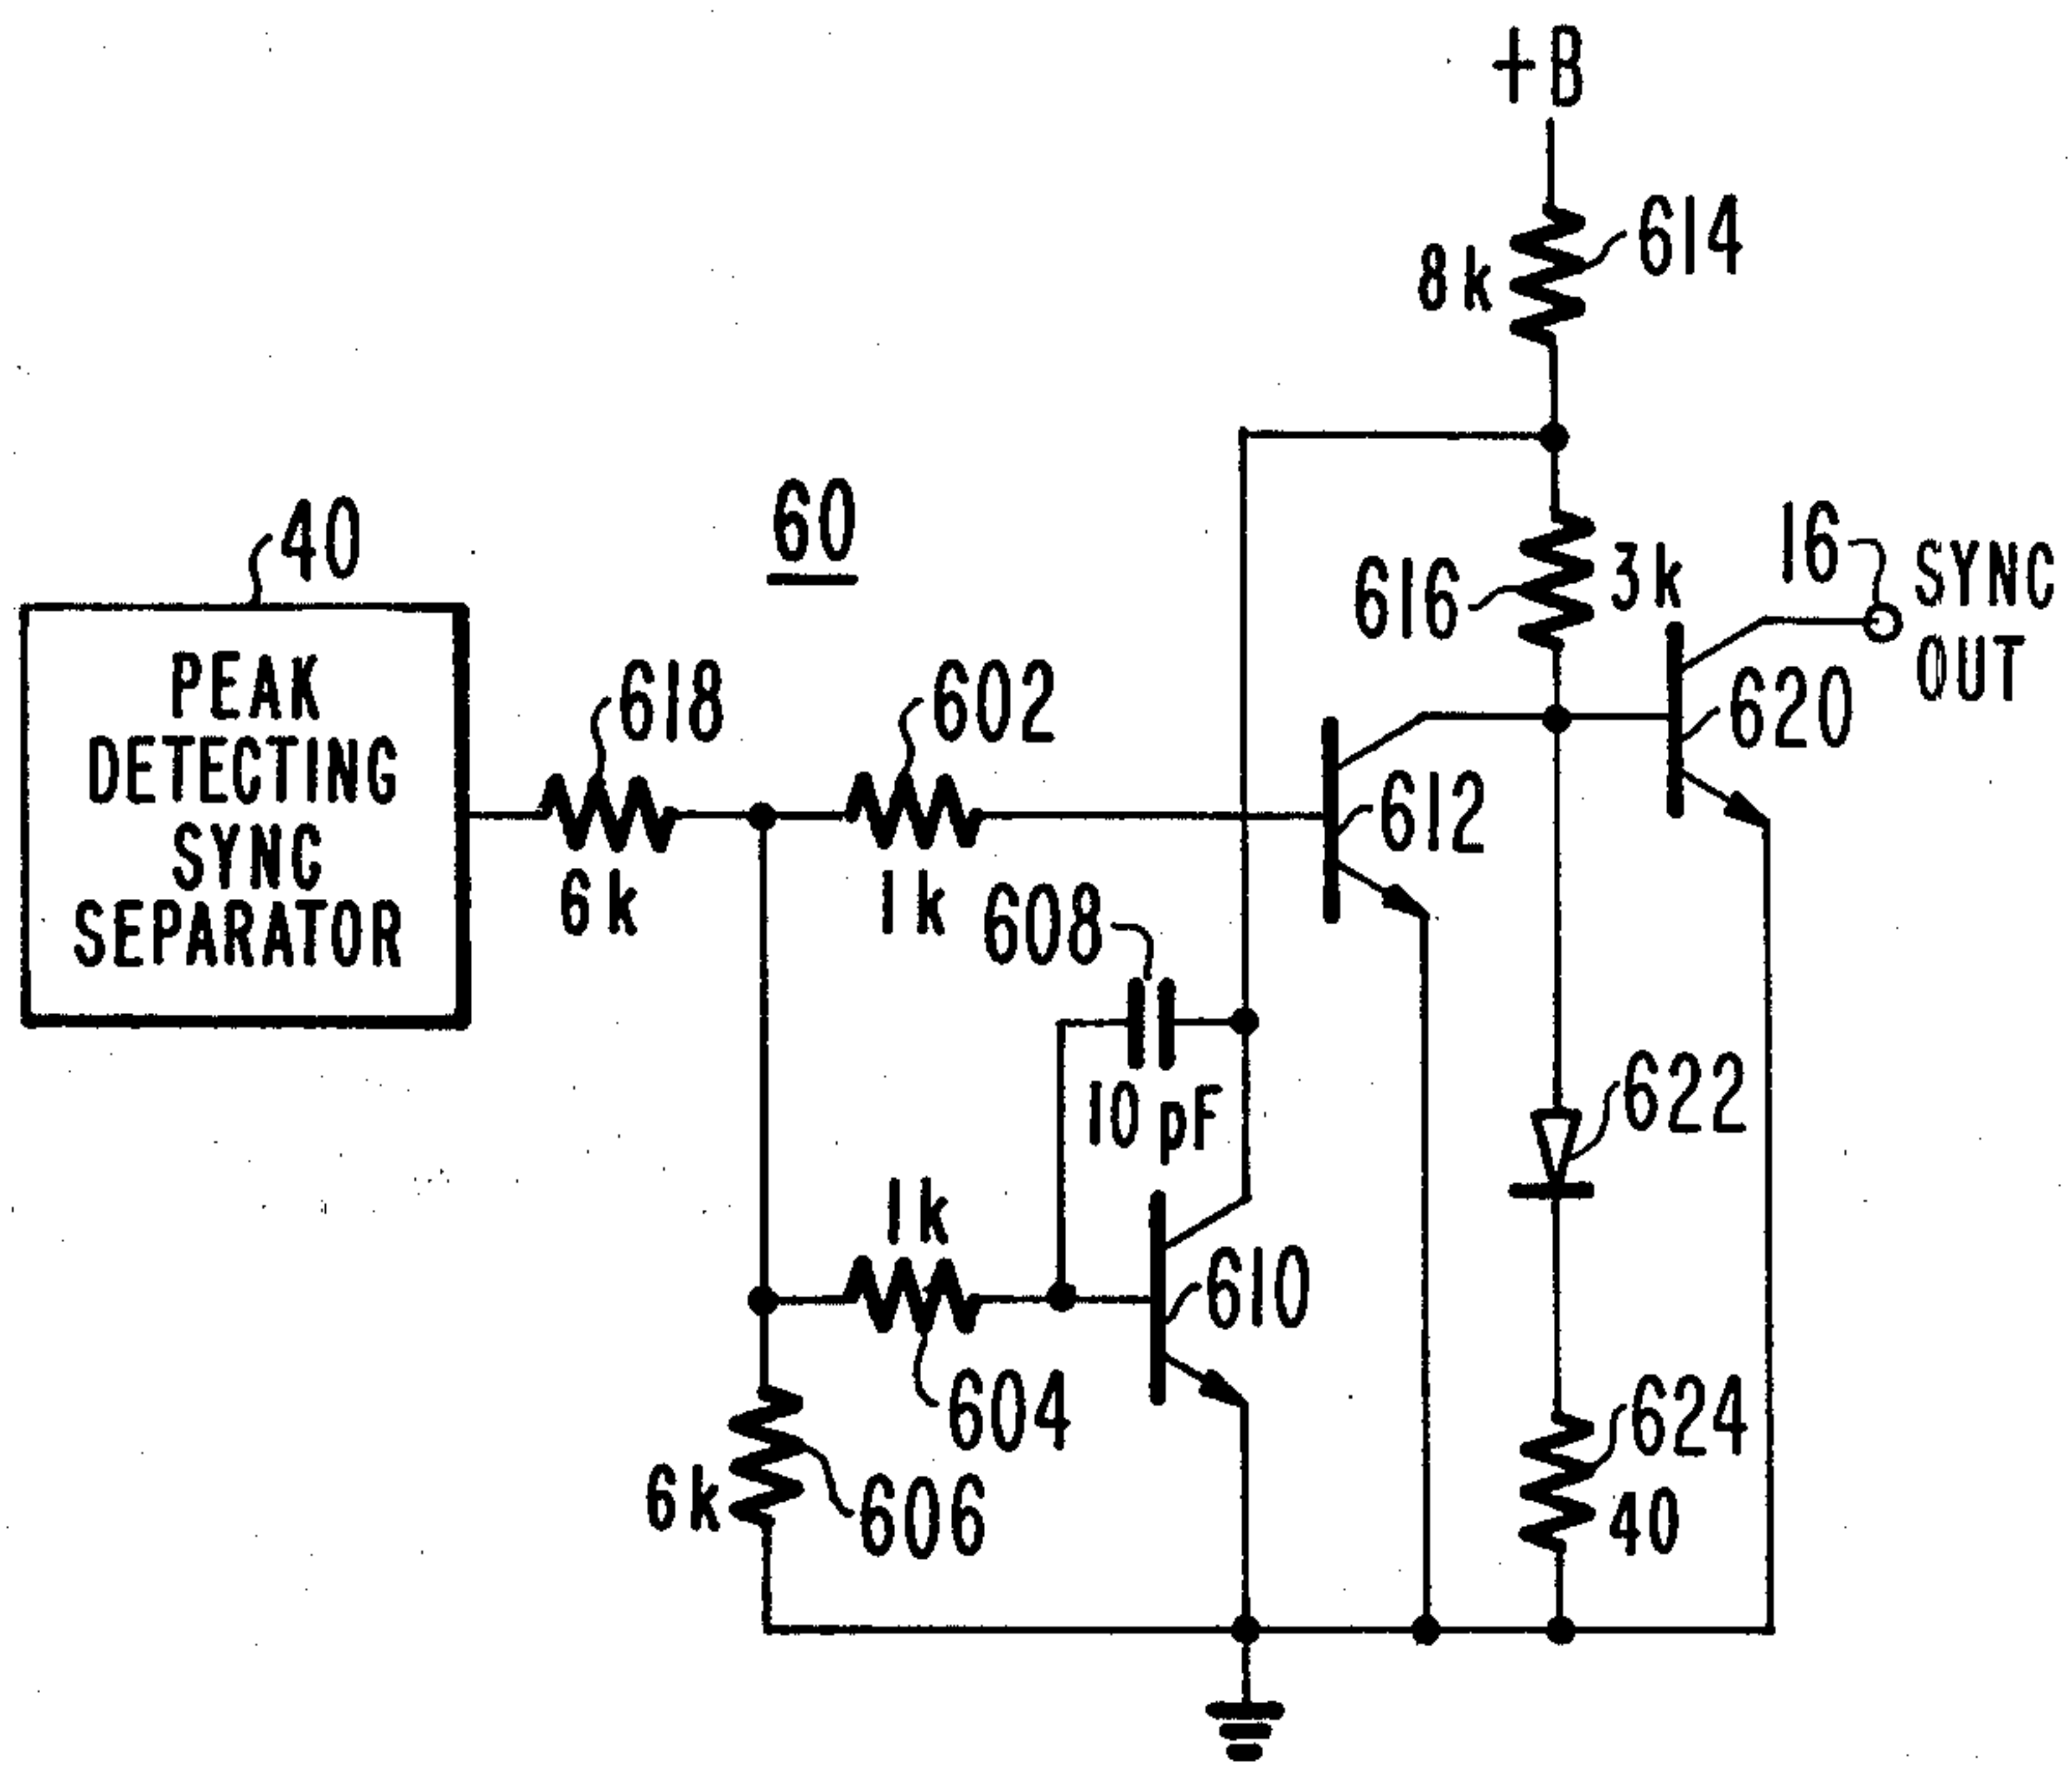 +B
614
8k
40
60
616
3k
16
SYNC
OUT
PEAK
DETECTING
SYNC
SEPARATOR
618
602
620
612
6k
1k
608
10 pF
622
1k
610
604
624
6k
606
40